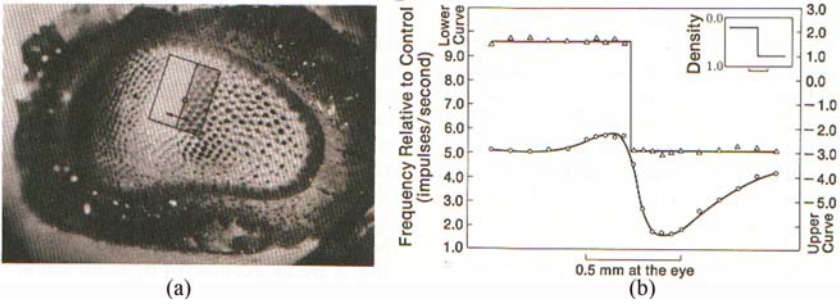 (a)
Frequency Relative to Control
(impulses/second)
Lower
Curve
9.0
8.0
7.0
6.0
5.0
4.0
3.0
2.0
1.0
Density
0.0
1.0
3.0
2.0
1.0
0.0
−1.0
−2.0
−3.0
−4.0
−5.0
Upper
Curve
0.5 mm at the eye
(b)